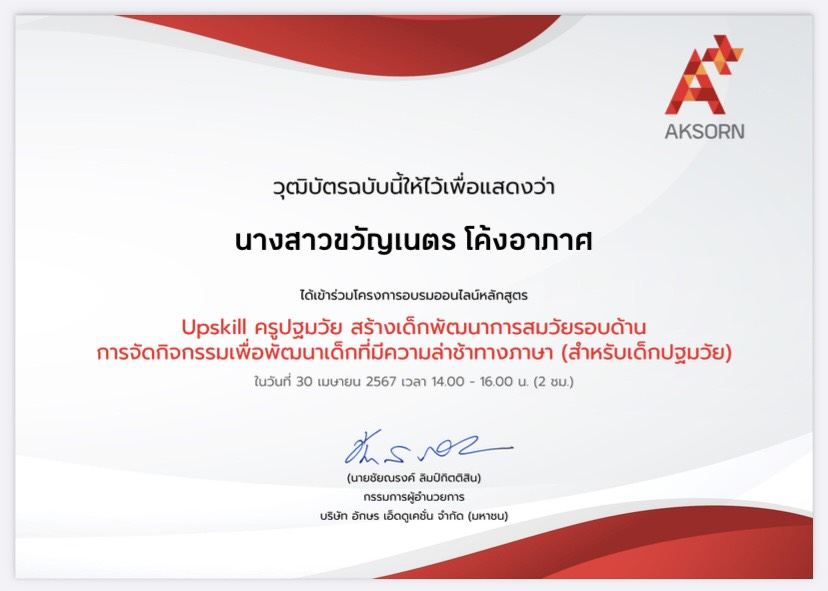 AKSORN
วุฒิบัตรฉบับนี้ให้ไว้เพื่อแสดงว่า
นางสาวขวัญเนตร โค้งอาภาศ
ได้เข้าร่วมโครงการอบรมออนไลน์หลักสูตร
Upskill ครูปฐมวัย สร้างเด็กพัฒนาการสมวัยรอบด้าน
การจัดกิจกรรมเพื่อพัฒนาเด็กที่มีความล่าช้าทางภาษา (สำหรับเด็กปฐมวัย)
ในวันที่ 30 เมษายน 2567 เวลา 14.00 - 16.00 น. (2 ชม.)
(นายชัยณรงค์ ลิมป์กิตติสิน)
กรรมการผู้อำนวยการ
บริษัท อักษร เอ็ดดูเคชั่น จำกัด (มหาชน)